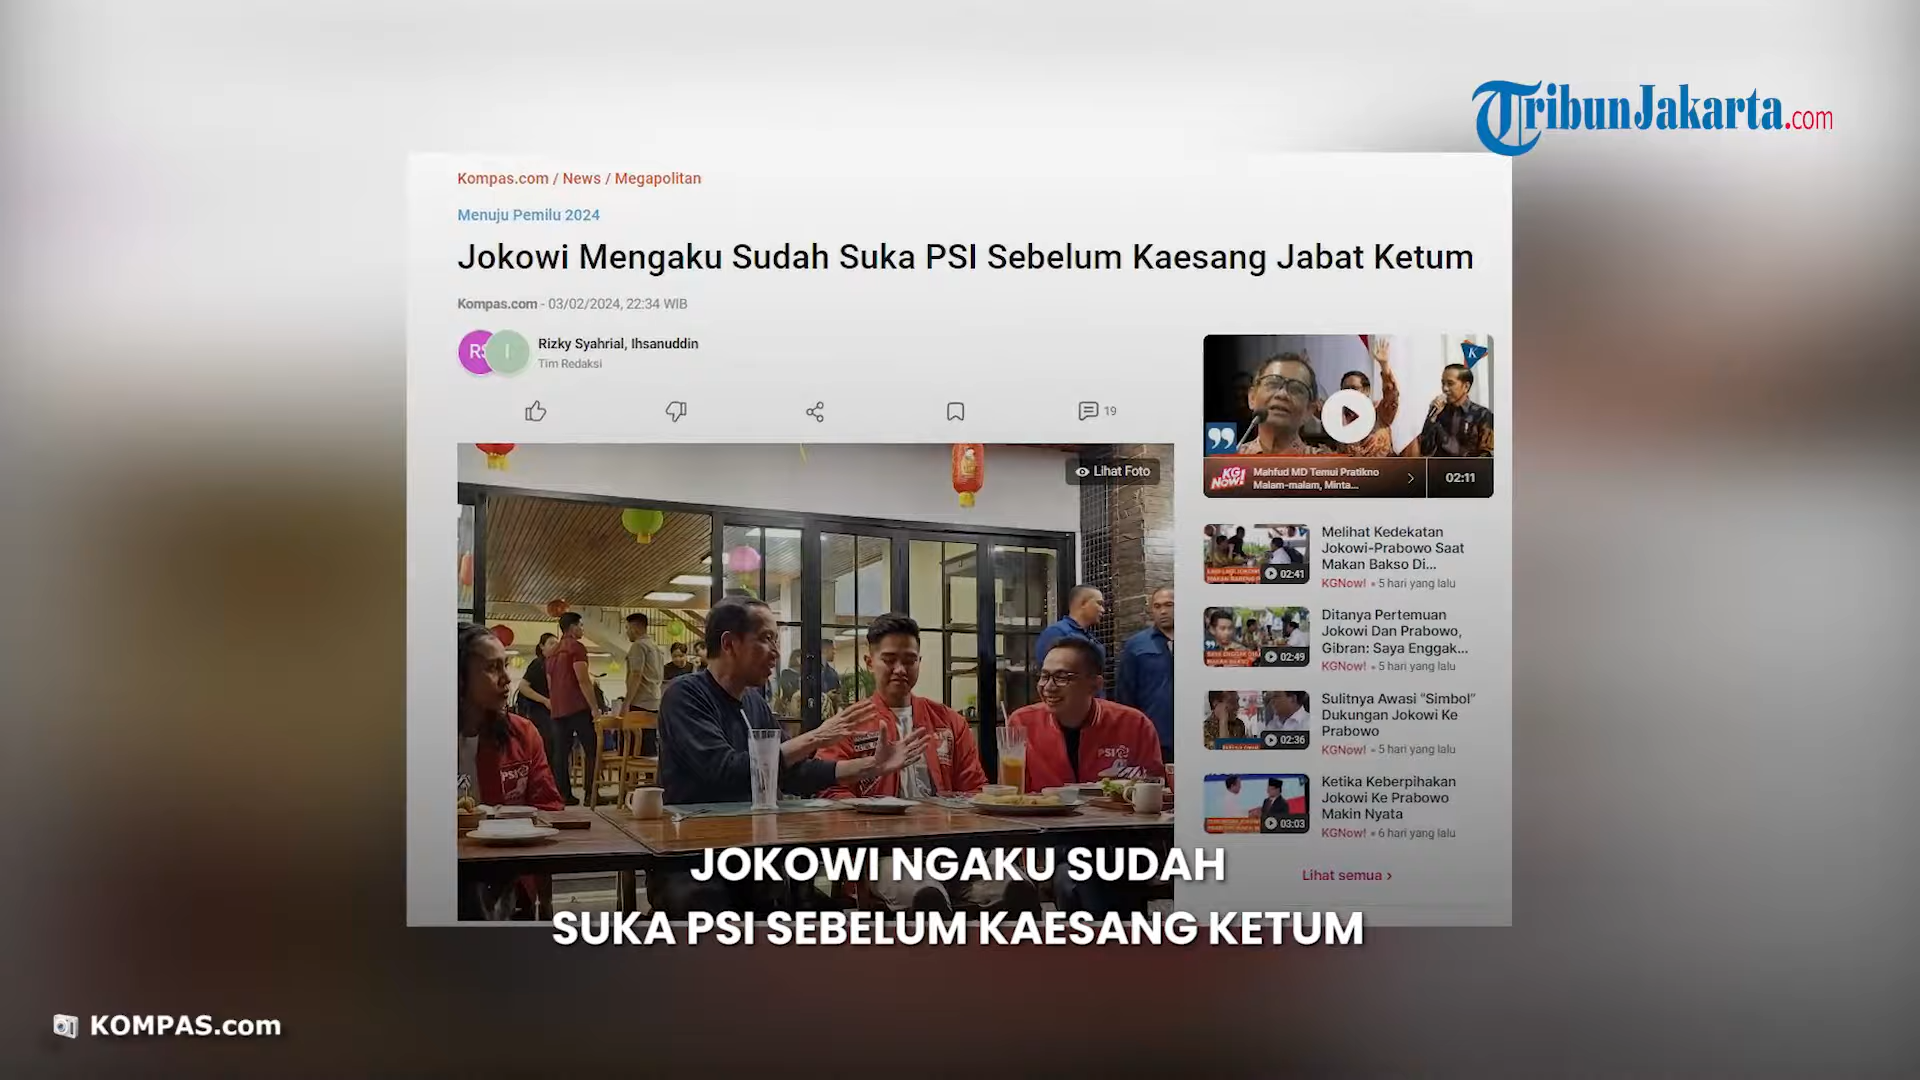 TribunJakarta.com
Kompas.com / News / Megapolitan
Menuju Pemilu 2024
Jokowi Mengaku Sudah Suka PSI Sebelum Kaesang Jabat Ketum
Kompas.com - 03/02/2024, 22:34 WIB
RS I
Rizky Syahrial, Ihsanuddin
Tim Redaksi
19
Lihat Foto
PSI
PSI
K
KG NOW!
Mahfud MD Temui Pratikno
Malam-malam, Minta...
02:11
Melihat Kedekatan
Jokowi-Prabowo Saat
Makan Bakso Di...
KGNow! • 5 hari yang lalu
02:41
Ditanya Pertemuan
Jokowi Dan Prabowo,
Gibran: Saya Enggak...
KGNow! • 5 hari yang lalu
02:49
Sulitnya Awasi “Simbol”
Dukungan Jokowi Ke
Prabowo
KGNow! • 5 hari yang lalu
02:36
Ketika Keberpihakan
Jokowi Ke Prabowo
Makin Nyata
KGNow! • 6 hari yang lalu
03:03
Lihat semua ›
JOKOWI NGAKU SUDAH
SUKA PSI SEBELUM KAESANG KETUM
KOMPAS.com